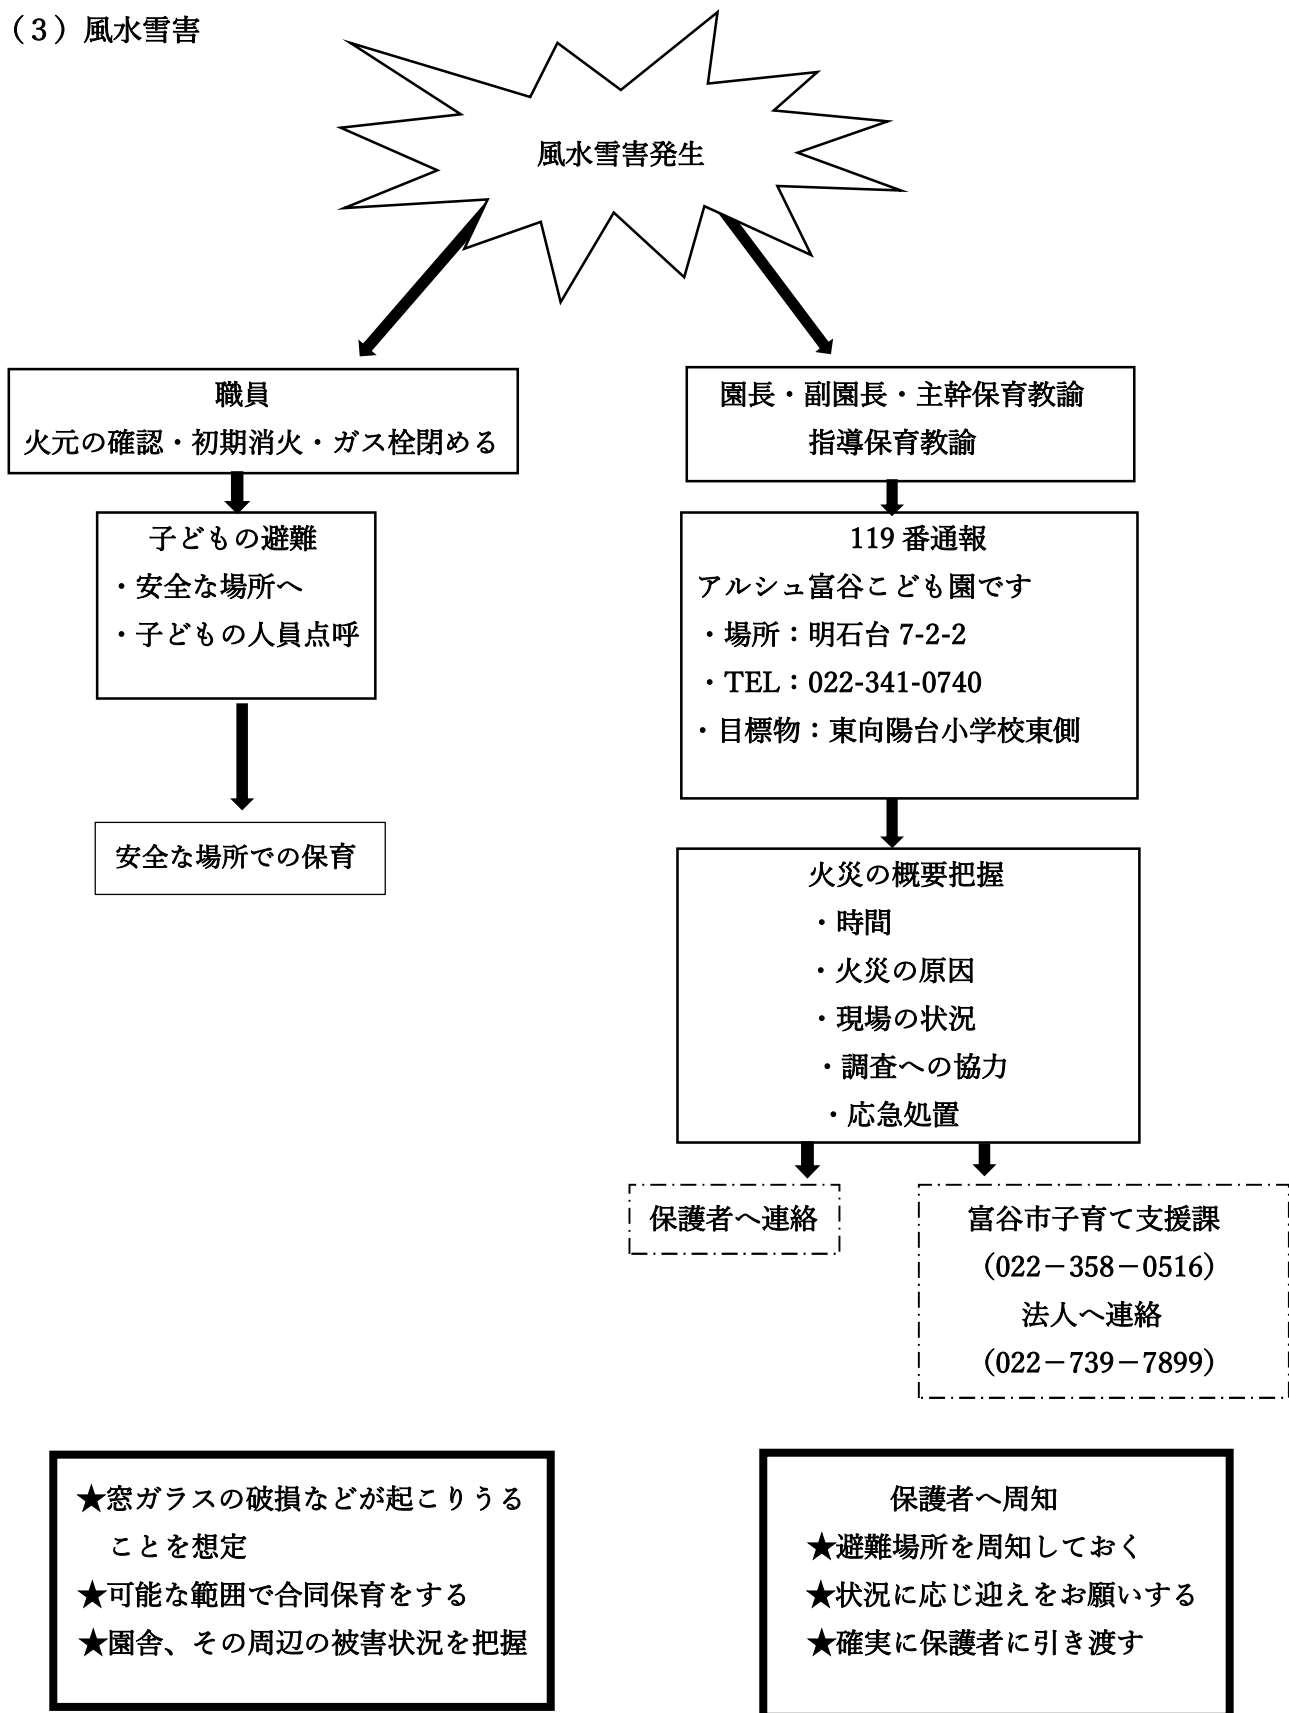 （3）風水雪害
風水雪害発生
職員
火元の確認・初期消火・ガス栓閉める
子どもの避難
・安全な場所へ
・子どもの人員点呼
安全な場所での保育
園長・副園長・主幹保育教諭
指導保育教諭
119 番通報
アルシュ富谷こども園です
・場所：明石台 7-2-2
・TEL：022-341-0740
・目標物：東向陽台小学校東側
火災の概要把握
・時間
・火災の原因
・現場の状況
・調査への協力
・応急処置
保護者へ連絡
富谷市子育て支援課
（022－358－0516）
法人へ連絡
（022－739－7899）
★窓ガラスの破損などが起こりうる
ことを想定
★可能な範囲で合同保育をする
★園舎、その周辺の被害状況を把握
保護者へ周知
★避難場所を周知しておく
★状況に応じ迎えをお願いする
★確実に保護者に引き渡す